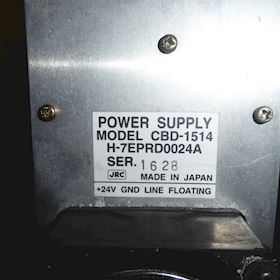 POWER SUPPLY
MODEL CBD-1514
H-7EPRD0024A
SER. 1628
JRC MADE IN JAPAN
+24V GND LINE FLOATING